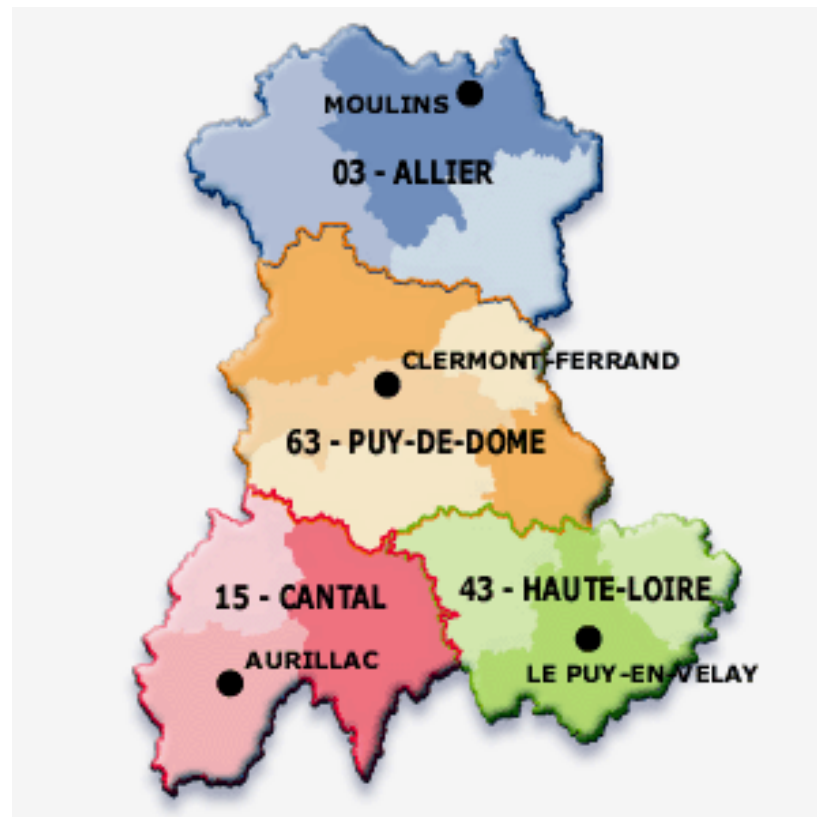 MOULINS
03 - ALLIER
CLERMONT-FERRAND
63 - PUY-DE-DOME
15 - CANTAL
43 - HAUTE-LOIRE
AURILLAC
LE PUY-EN-VELAY